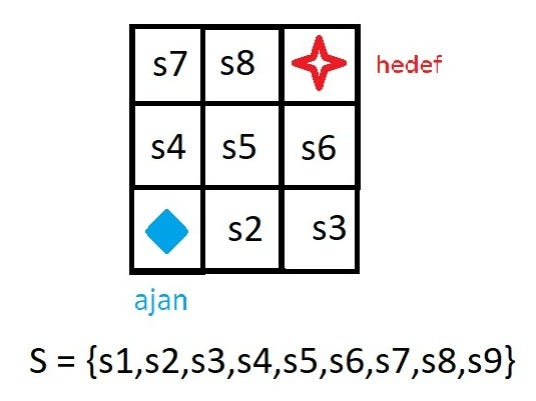 s7 s8
hedef
s4 s5 s6
s2 s3
ajan
S = {s1,s2,s3,s4,s5,s6,s7,s8,s9}